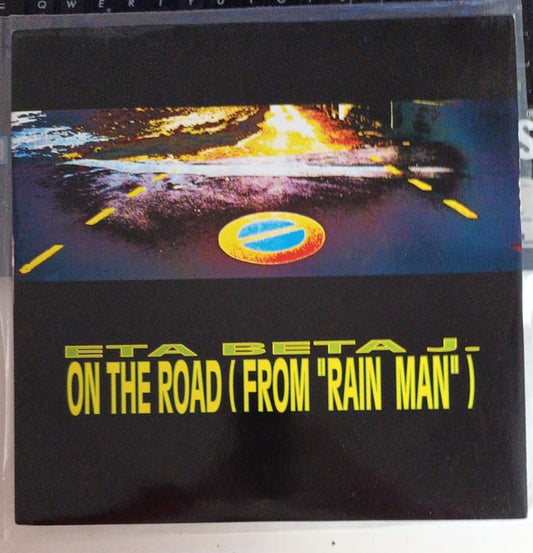 Q W E R T Y U T O
S
ETA BETA J.
ON THE ROAD ( FROM "RAIN MAN" )